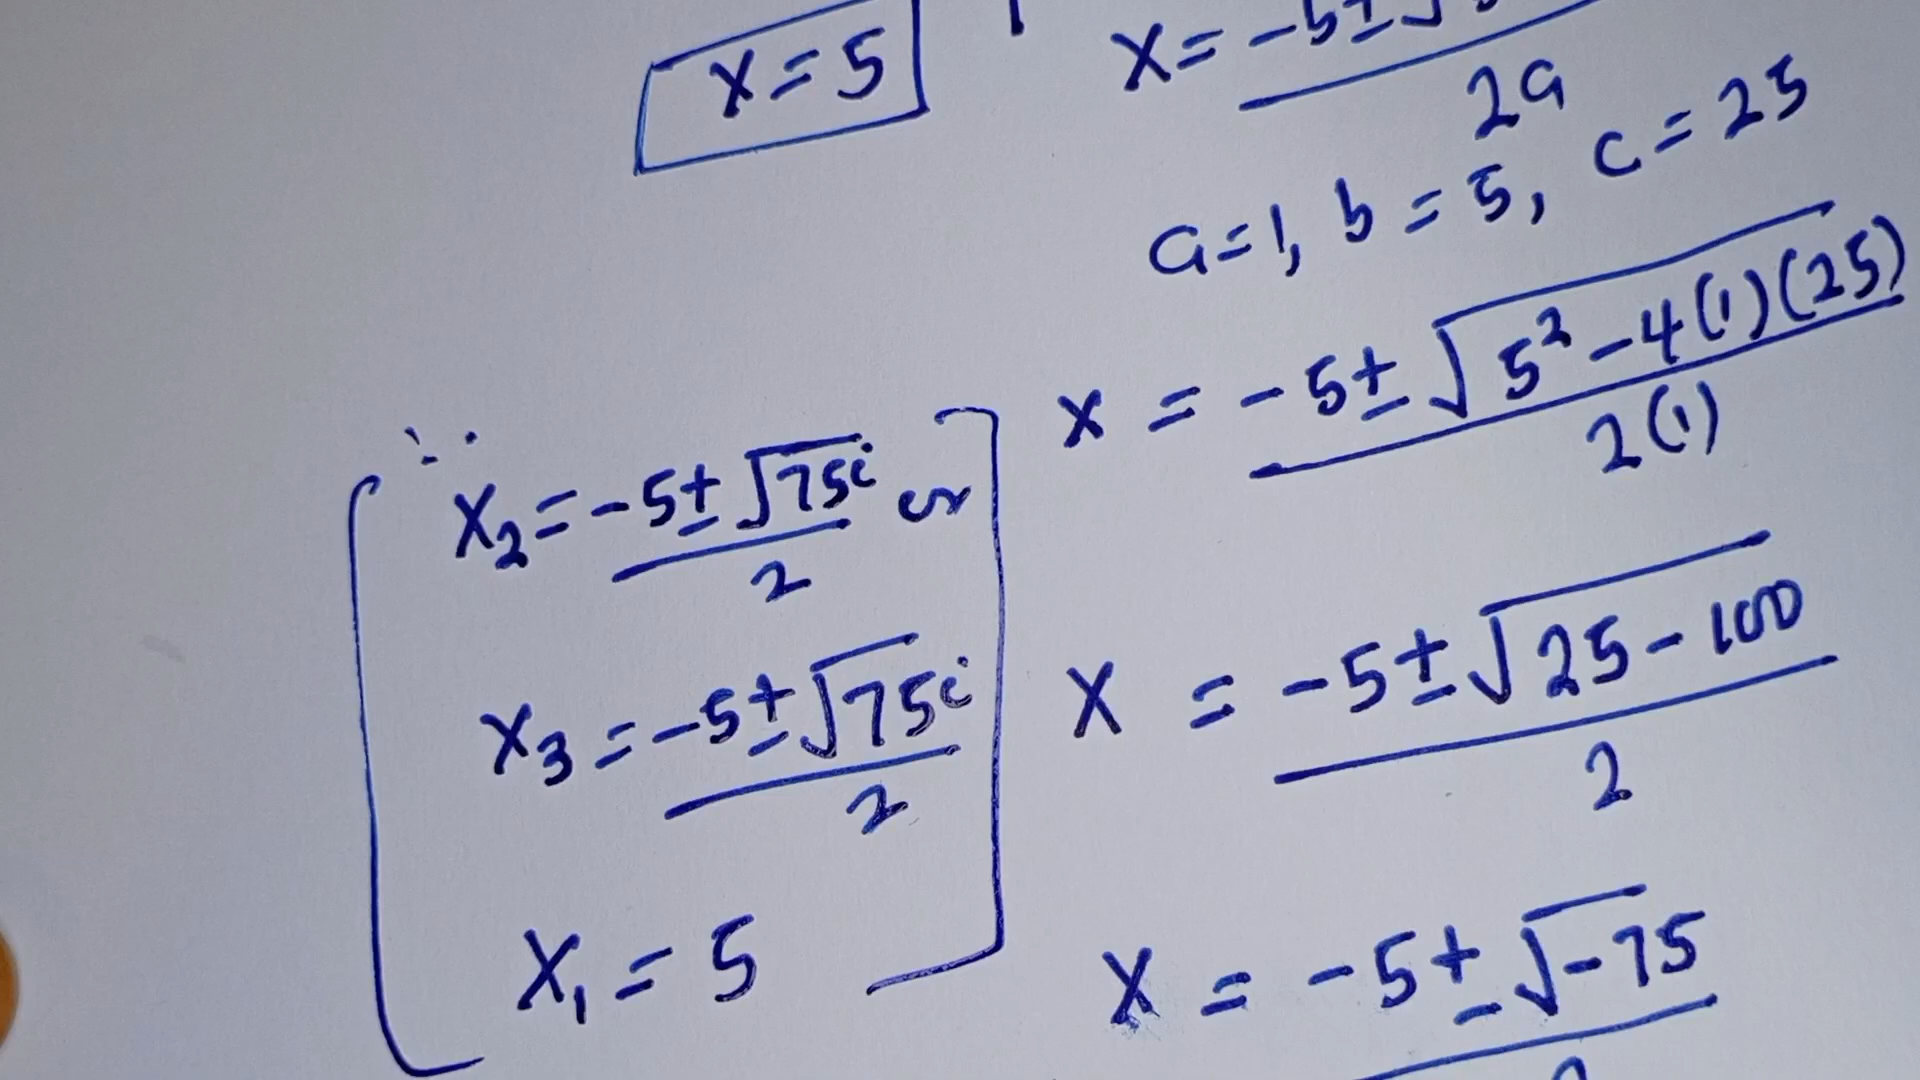 x = 5
x = -b±√
2a
a=1, b = 5, c = 25
x = -5±√5²-4(1)(25)
2(1)
∵
x₂ = -5±√75i or
2
x = -5±√25-100
2
x₃ = -5±√75i
2
x₁ = 5
x = -5±√-75